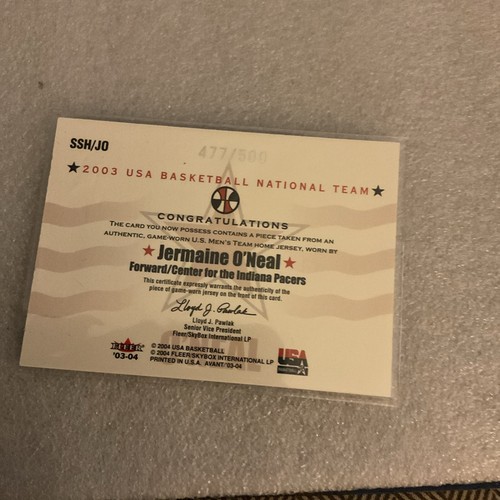 SSH/JO
477/500
2003 USA BASKETBALL NATIONAL TEAM
CONGRATULATIONS
THE CARD YOU NOW POSSESS CONTAINS A PIECE TAKEN FROM AN
AUTHENTIC, GAME-WORN U.S. MEN'S TEAM HOME JERSEY, WORN BY
Jermaine O'Neal
Forward/Center for the Indiana Pacers
This certificate expressly warrants the authenticity of the
piece of game-worn jersey on the front of this card.
Lloyd J. Pawlak
Lloyd J. Pawlak
Senior Vice President
Fleer/SkyBox International LP
FLEER
'03-04
© 2004 USA BASKETBALL
© 2004 FLEER/SKYBOX INTERNATIONAL LP
PRINTED IN U.S.A. AVANT/'03-04
USA